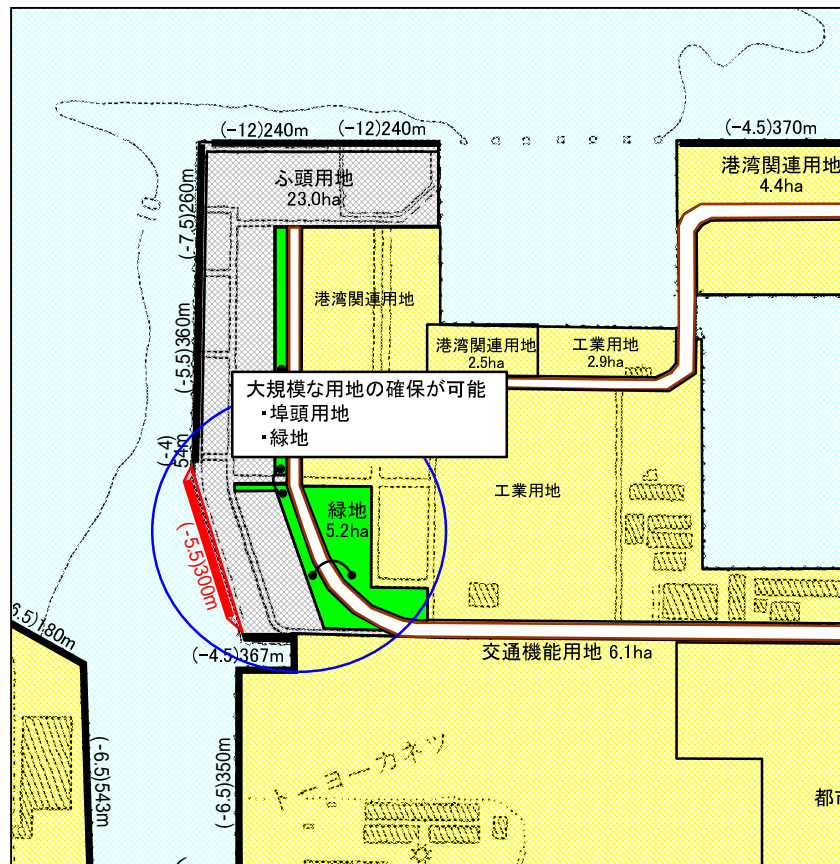 (-12)240m
(-12)240m
(-4.5)370m
ふ頭用地
23.0ha
港湾関連用地
4.4ha
(-7.5)260m
港湾関連用地
(-5.5)360m
港湾関連用地
2.5ha
工業用地
2.9ha
大規模な用地の確保が可能
・埠頭用地
・緑地
(-4)
54m
工業用地
緑地
5.2ha
(-5.5)300m
6.5)180m
(-4.5)367m
交通機能用地 6.1ha
(-6.5)543m
(-6.5)350m
トーヨーカネツ
都市